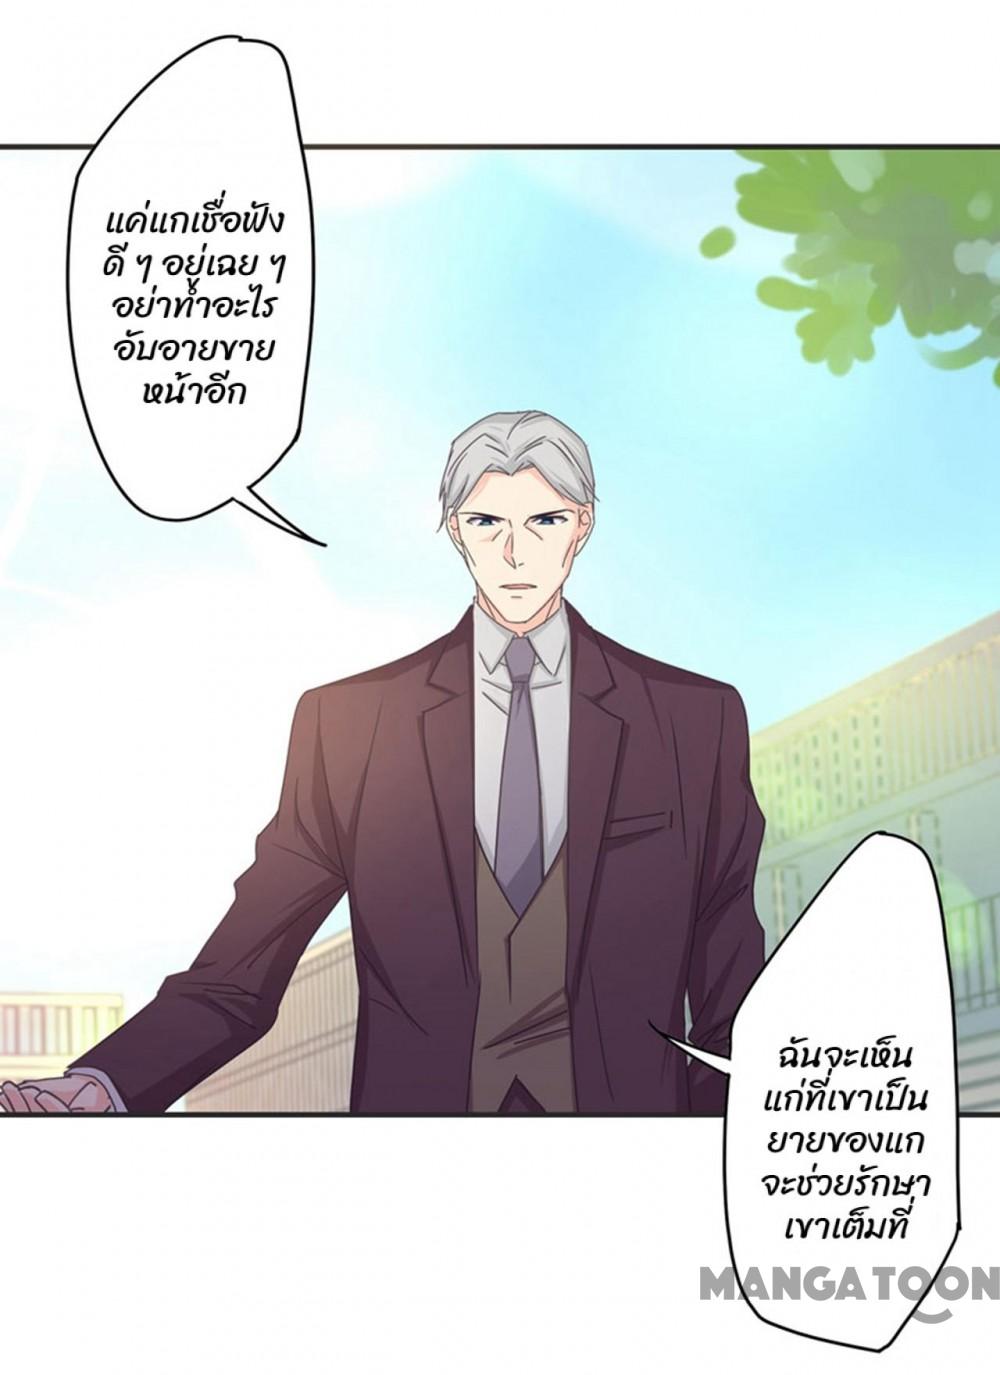 แค่แกเชื่อฟัง
ดี ๆ อยู่เฉย ๆ
อย่าทำอะไร
อับอายขาย
หน้าอีก
ฉันจะเห็น
แก่ที่เขาเป็น
ยายของแก
จะช่วยรักษา
เขาเต็มที่
MANGATOON